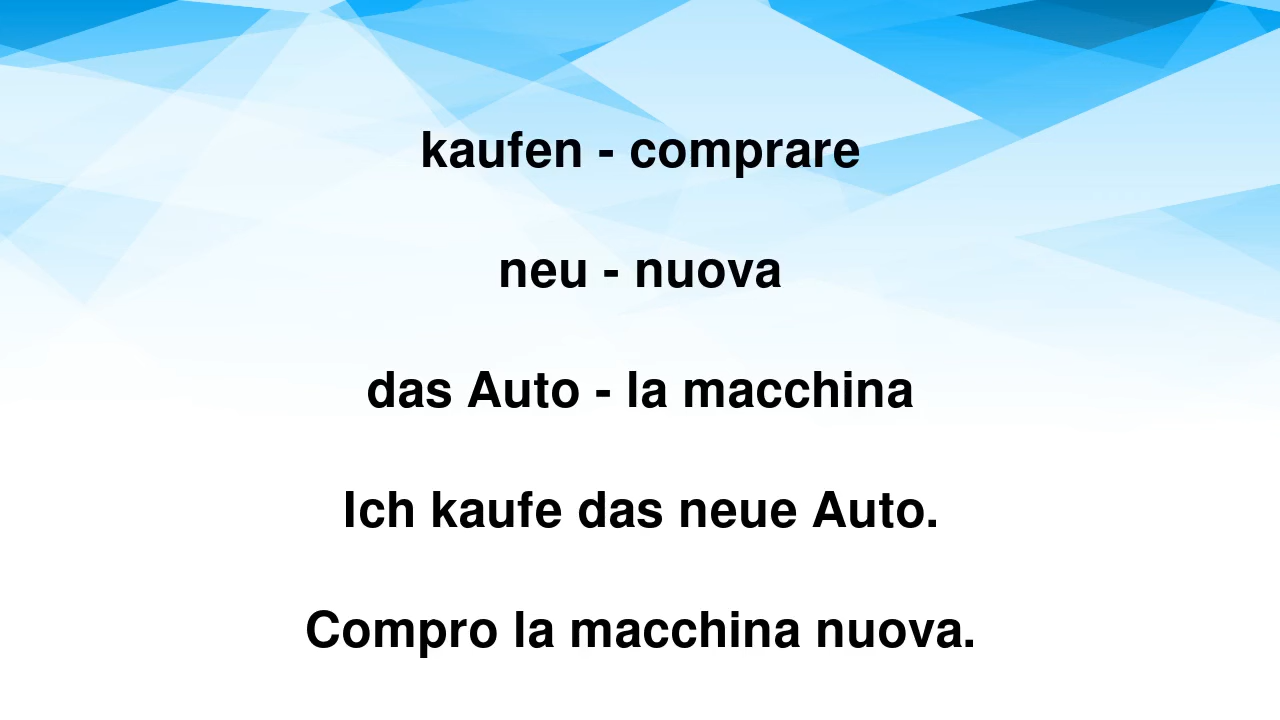 kaufen - comprare
neu - nuova
das Auto - la macchina
Ich kaufe das neue Auto.
Compro la macchina nuova.